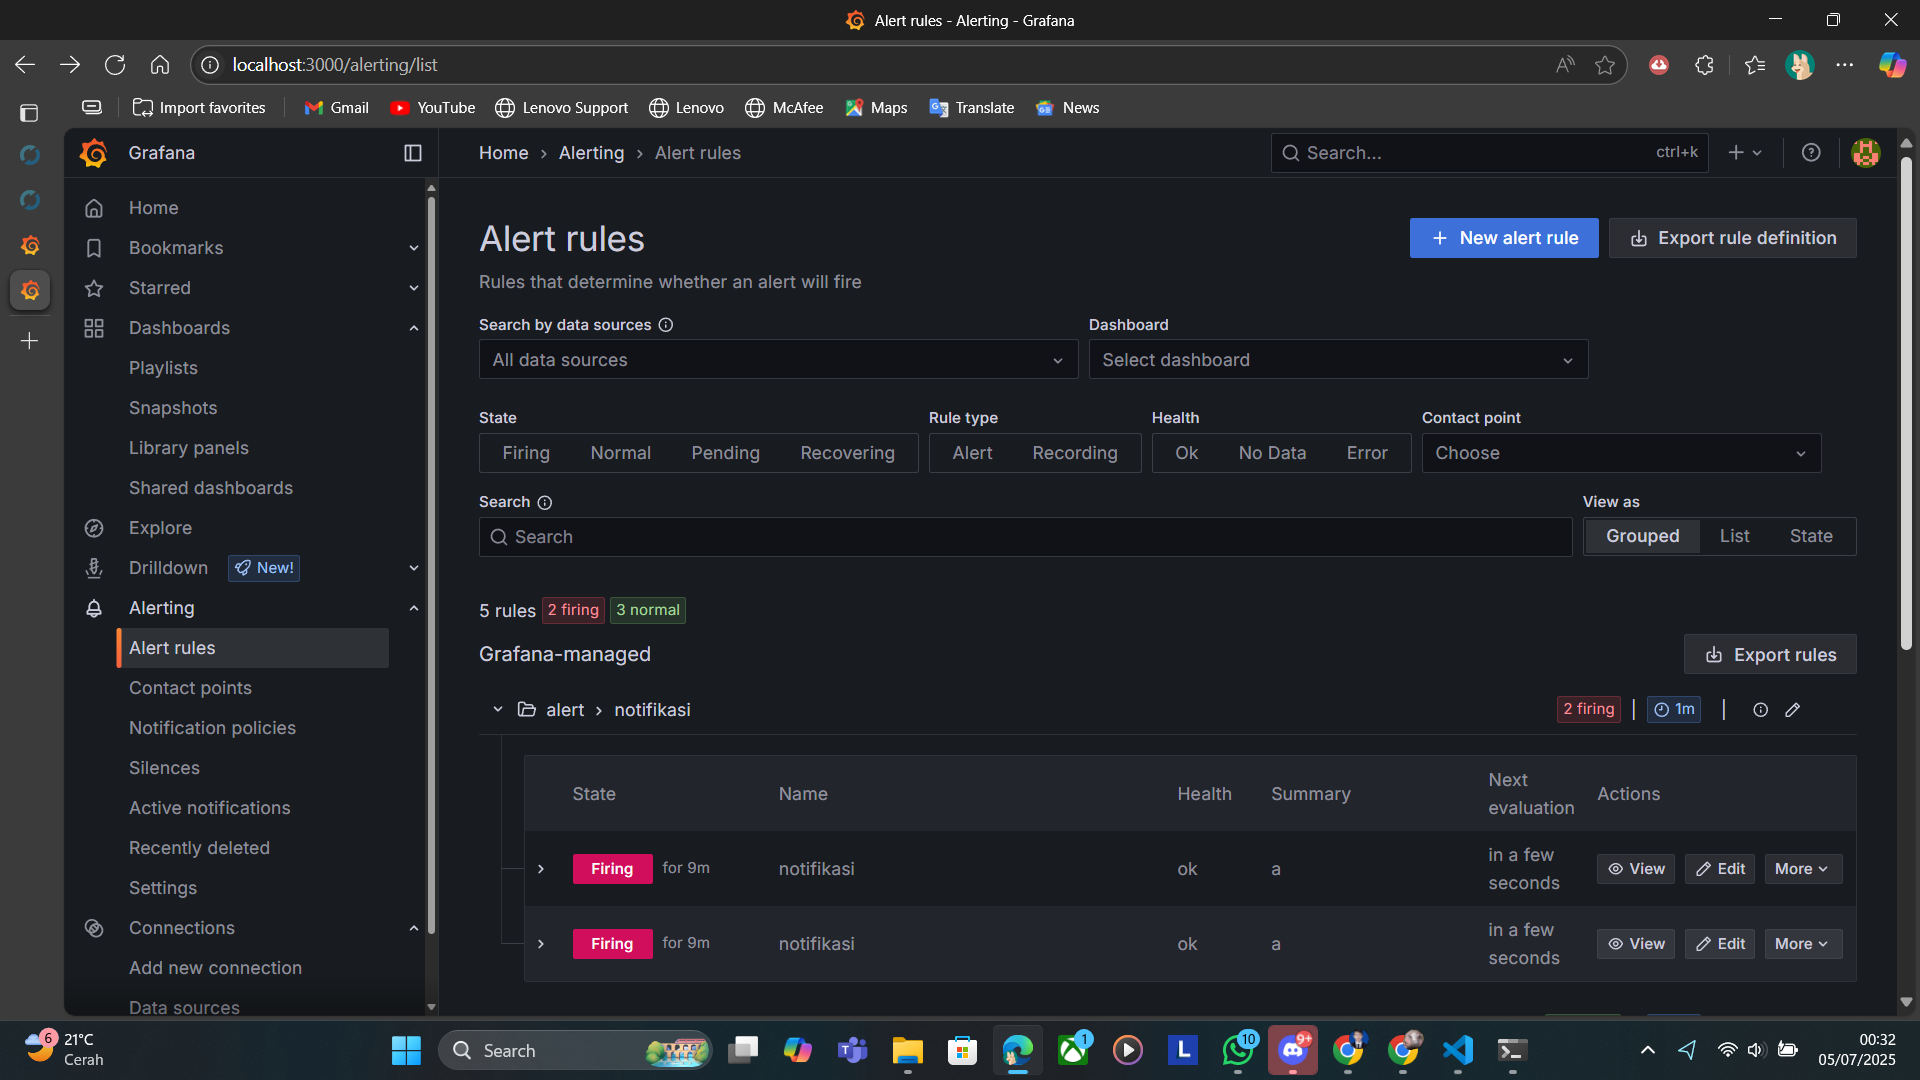 Alert rules - Alerting - Grafana
localhost:3000/alerting/list
Import favorites Gmail YouTube Lenovo Support Lenovo McAfee Maps Translate News
Grafana
Home › Alerting › Alert rules
Search... ctrl+k
Home
Bookmarks
Starred
Dashboards
Playlists
Snapshots
Library panels
Shared dashboards
Explore
Drilldown New!
Alerting
Alert rules
Contact points
Notification policies
Silences
Active notifications
Recently deleted
Settings
Connections
Add new connection
Data sources
Alert rules
+ New alert rule Export rule definition
Rules that determine whether an alert will fire
Search by data sources Dashboard
All data sources Select dashboard
State Rule type Health Contact point
Firing Normal Pending Recovering Alert Recording Ok No Data Error Choose
Search View as
Search Grouped List State
5 rules 2 firing 3 normal
Grafana-managed Export rules
alert › notifikasi 2 firing | 1m |
State Name Health Summary Next evaluation Actions
Firing for 9m notifikasi ok a in a few seconds View Edit More
Firing for 9m notifikasi ok a in a few seconds View Edit More
6 21°C
Cerah
Search
1
L
10
9+
00:32
05/07/2025